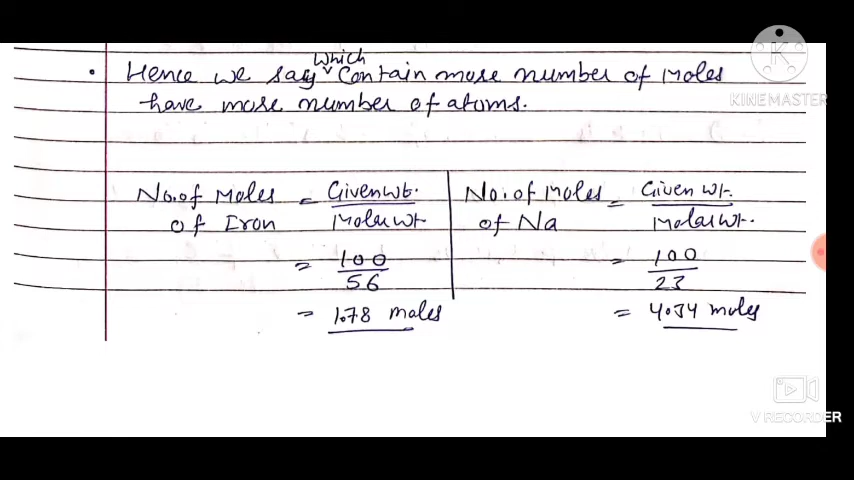 • Hence we say which Contain more number of Moles
have more number of atoms.
K
KINEMASTER
No. of Moles of Iron = Given wt. / Molar wt.
= 100 / 56
= 1.78 moles
No. of Moles of Na = Given wt. / Molar wt.
= 100 / 23
= 4.34 moles
V RECORDER